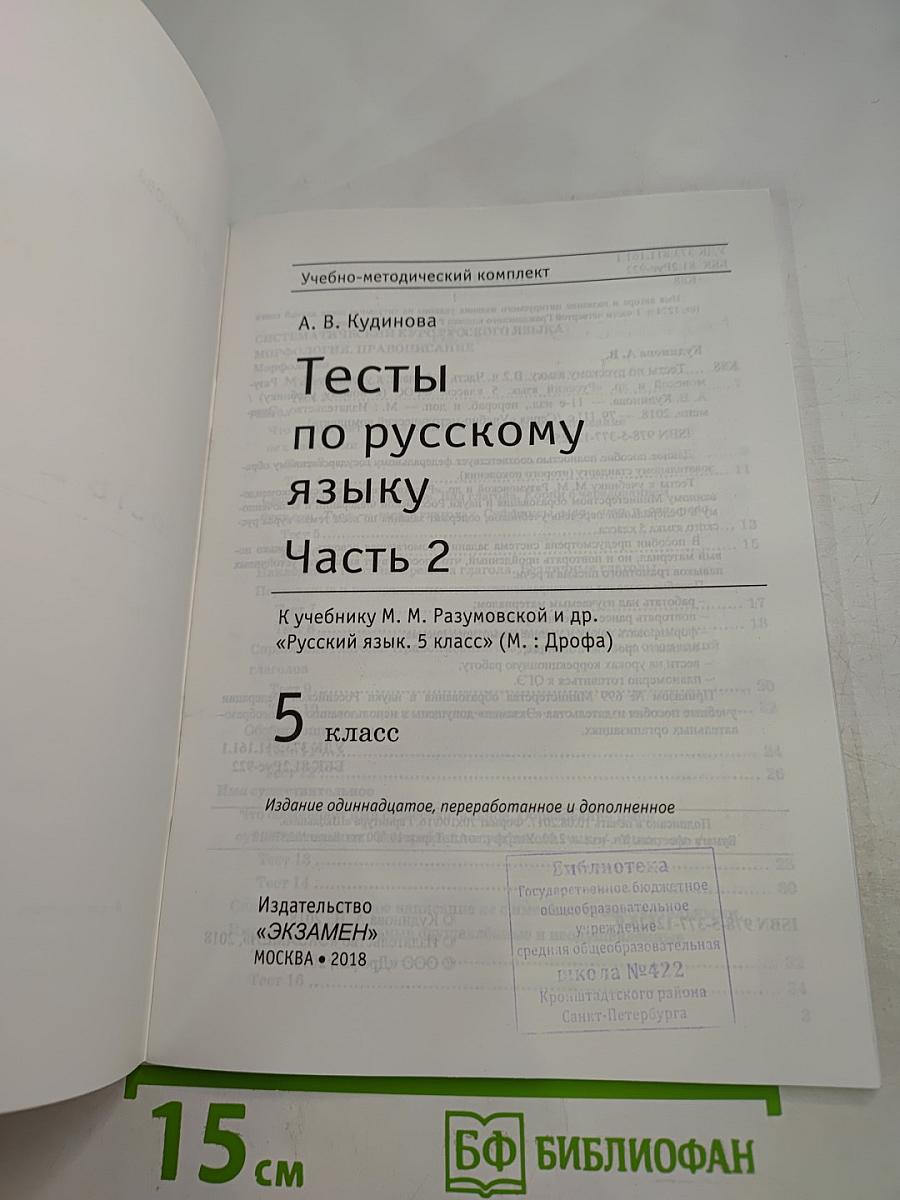 Учебно-методический комплект
А. В. Кудинова
Тесты
по русскому
языку
Часть 2
К учебнику М. М. Разумовской и др.
«Русский язык. 5 класс» (М. : Дрофа)
5 класс
Издание одиннадцатое, переработанное и дополненное
Издательство
«ЭКЗАМЕН»
МОСКВА • 2018
Библиотека
Государственное бюджетное
общеобразовательное
учреждение
средняя общеобразовательная
школа №422
Кронштадтского района
Санкт-Петербурга
15 см
БФ БИБЛИОФАН